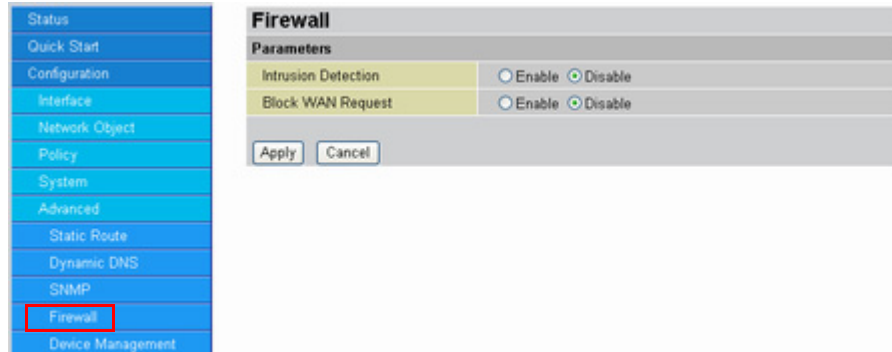 Status
Quick Start
Configuration
Interface
Network Object
Policy
System
Advanced
Static Route
Dynamic DNS
SNMP
Firewall
Device Management
Firewall
Parameters
Intrusion Detection Enable Disable
Block WAN Request Enable Disable
Apply Cancel